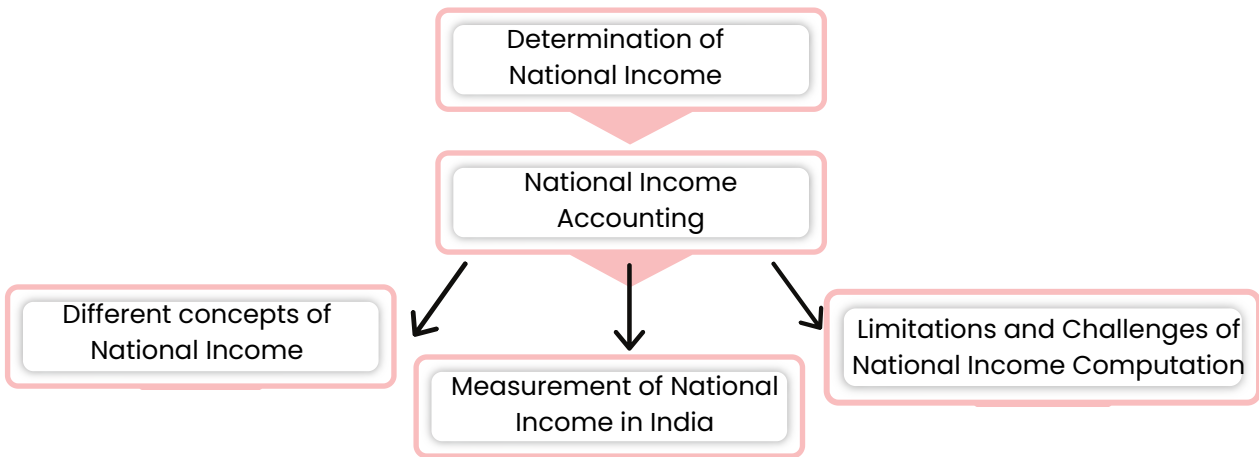 Determination of
National Income
National Income
Accounting
Different concepts of
National Income
Measurement of National
Income in India
Limitations and Challenges of
National Income Computation